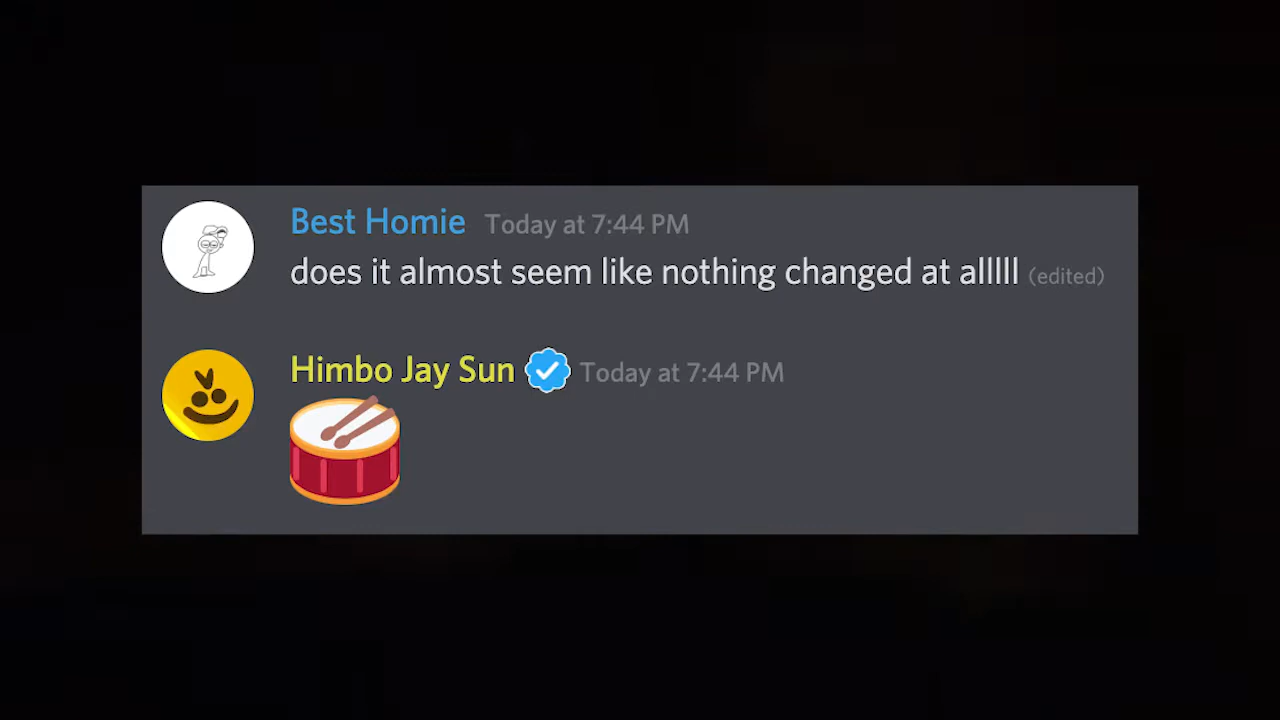 Best Homie Today at 7:44 PM
does it almost seem like nothing changed at alllll (edited)
Himbo Jay Sun Today at 7:44 PM